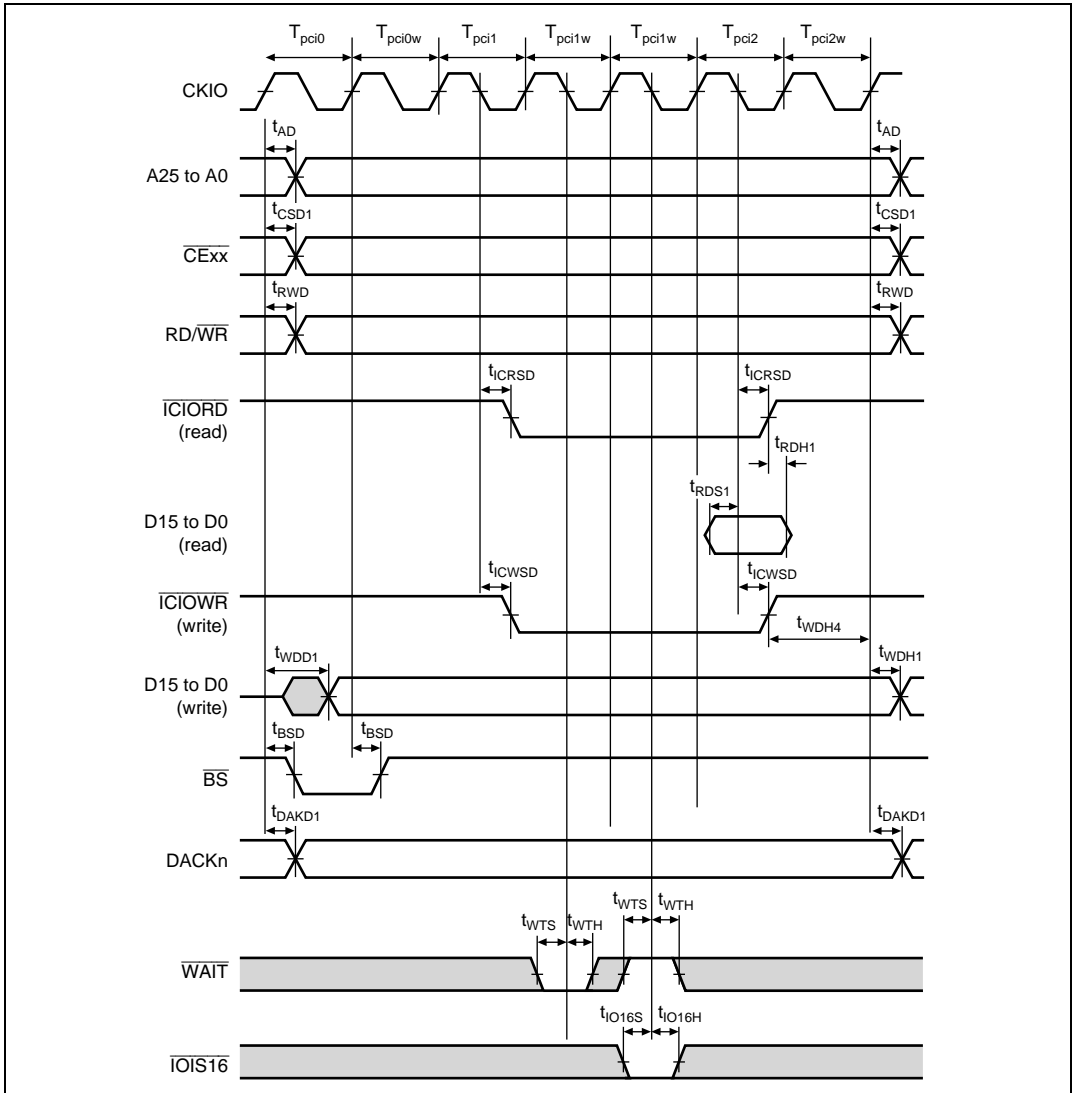 Tpci0 Tpci0w Tpci1 Tpci1w Tpci1w Tpci2 Tpci2w
CKIO
tAD tAD
A25 to A0
tCSD1 tCSD1
CExx
tRWD tRWD
RD/WR
tICRSD tICRSD
ICIORD
(read)
tRDH1
tRDS1
D15 to D0
(read)
tICWSD tICWSD
ICIOWR
(write)
tWDH4
tWDD1 tWDH1
D15 to D0
(write)
tBSD tBSD
BS
tDAKD1 tDAKD1
DACKn
tWTS tWTH
tWTS tWTH
WAIT
tIO16S tIO16H
IOIS16